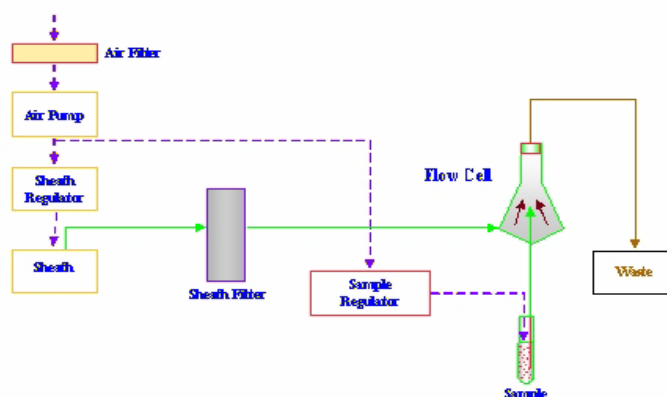 Air Filter
Air Pump
Sheath
Regulator
Sheath
Sheath Filter
Flow Cell
Sample
Regulator
Waste
Sample